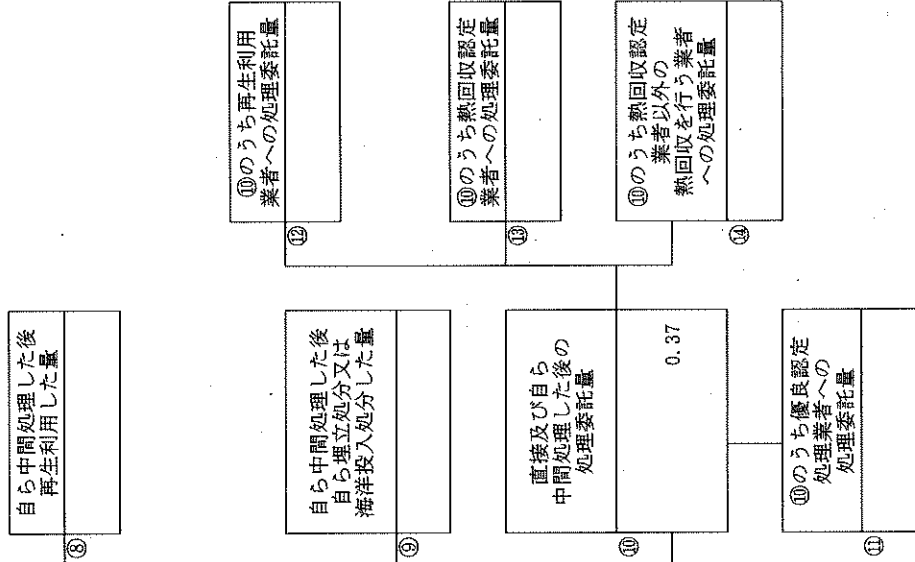 自ら中間処理した後
再生利用した量
⑧
自ら中間処理した後
自ら埋立処分又は
海洋投入処分した量
⑨
直接及び自ら
中間処理した後の
処理委託量
0.37
⑩
⑩のうち優良認定
処理業者への
処理委託量
⑪
⑩のうち再生利用
業者への処理委託量
⑫
⑩のうち熱回収認定
業者への処理委託量
⑬
⑩のうち熱回収認定
業者以外の
熱回収を行う業者
への処理委託量
⑭